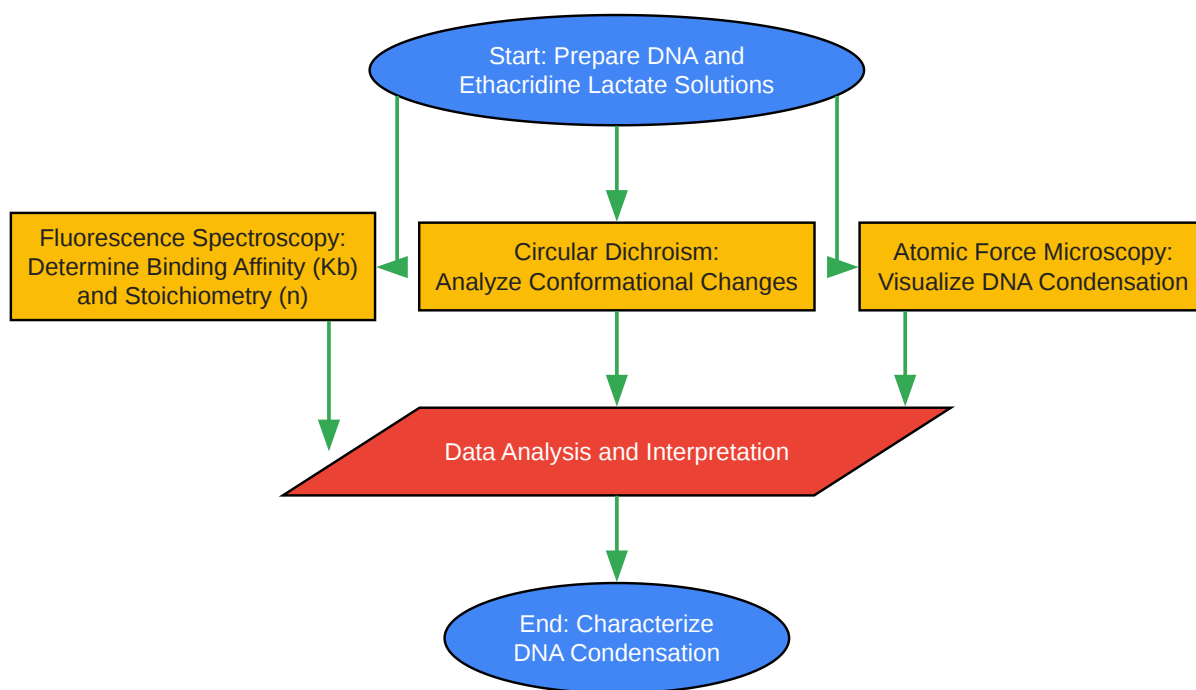 Start: Prepare DNA and
Ethacridine Lactate Solutions
Fluorescence Spectroscopy:
Determine Binding Affinity (Kb)
and Stoichiometry (n)
Circular Dichroism:
Analyze Conformational Changes
Atomic Force Microscopy:
Visualize DNA Condensation
Data Analysis and Interpretation
End: Characterize
DNA Condensation